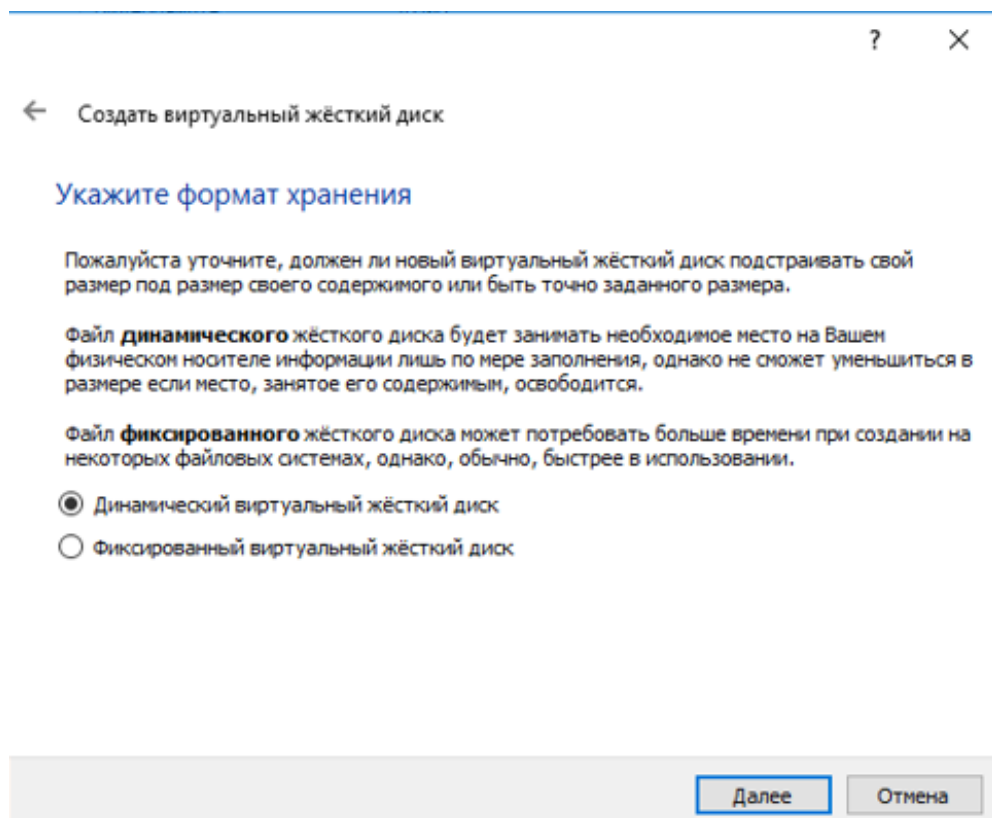 ?
Создать виртуальный жёсткий диск
Укажите формат хранения
Пожалуйста уточните, должен ли новый виртуальный жёсткий диск подстраивать свой
размер под размер своего содержимого или быть точно заданного размера.
Файл динамического жёсткого диска будет занимать необходимое место на Вашем
физическом носителе информации лишь по мере заполнения, однако не сможет уменьшиться в
размере если место, занятое его содержимым, освободится.
Файл фиксированного жёсткого диска может потребовать больше времени при создании на
некоторых файловых системах, однако, обычно, быстрее в использовании.
Динамический виртуальный жёсткий диск
Фиксированный виртуальный жёсткий диск
Далее Отмена